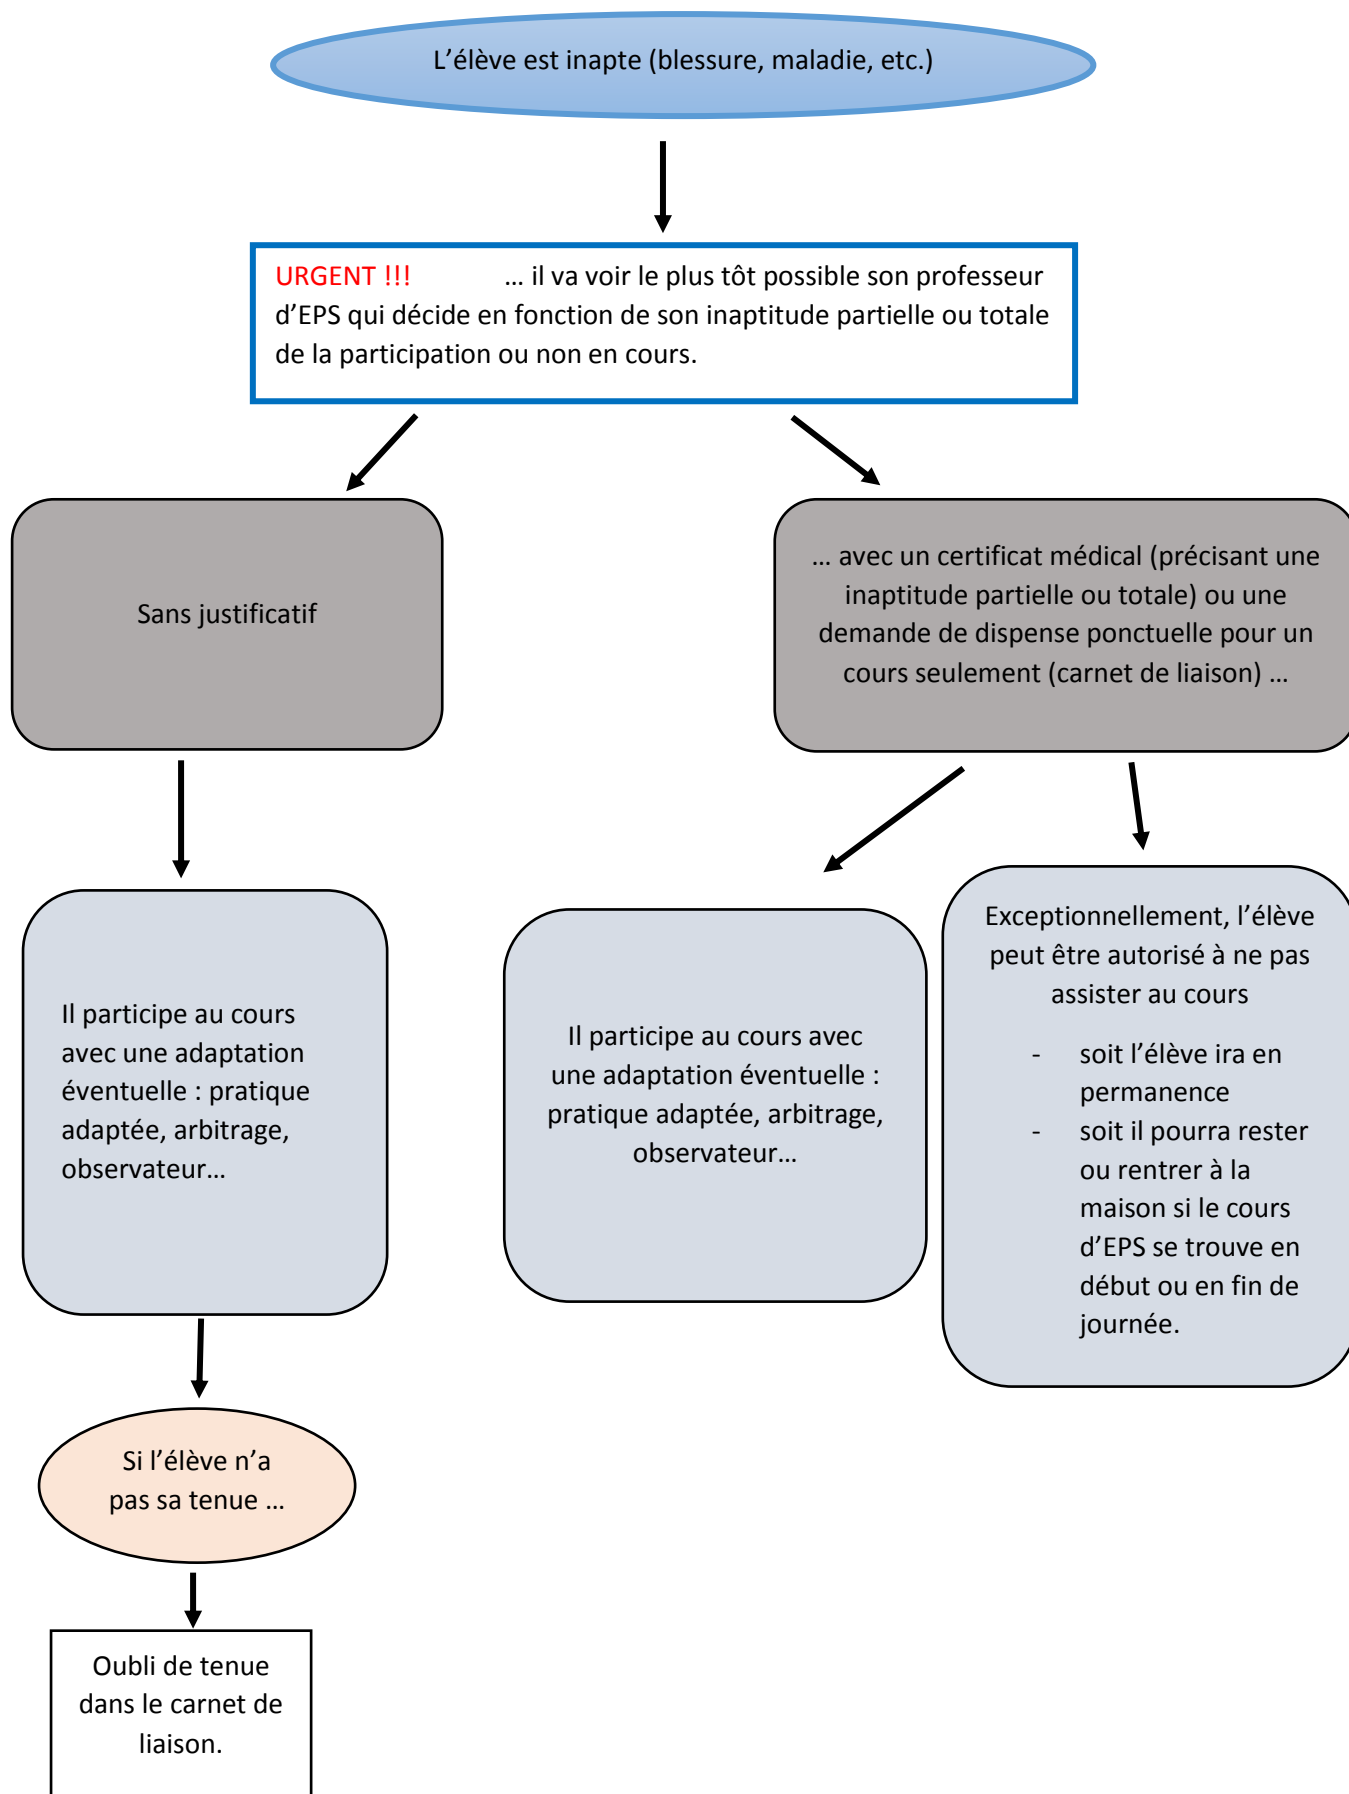 L’élève est inapte (blessure, maladie, etc.)
URGENT !!! … il va voir le plus tôt possible son professeur
d’EPS qui décide en fonction de son inaptitude partielle ou totale
de la participation ou non en cours.
Sans justificatif
… avec un certificat médical (précisant une
inaptitude partielle ou totale) ou une
demande de dispense ponctuelle pour un
cours seulement (carnet de liaison) …
Il participe au cours
avec une adaptation
éventuelle : pratique
adaptée, arbitrage,
observateur…
Il participe au cours avec
une adaptation éventuelle :
pratique adaptée, arbitrage,
observateur…
Exceptionnellement, l’élève
peut être autorisé à ne pas
assister au cours
- soit l’élève ira en
permanence
- soit il pourra rester
ou rentrer à la
maison si le cours
d’EPS se trouve en
début ou en fin de
journée.
Si l’élève n’a
pas sa tenue …
Oubli de tenue
dans le carnet de
liaison.